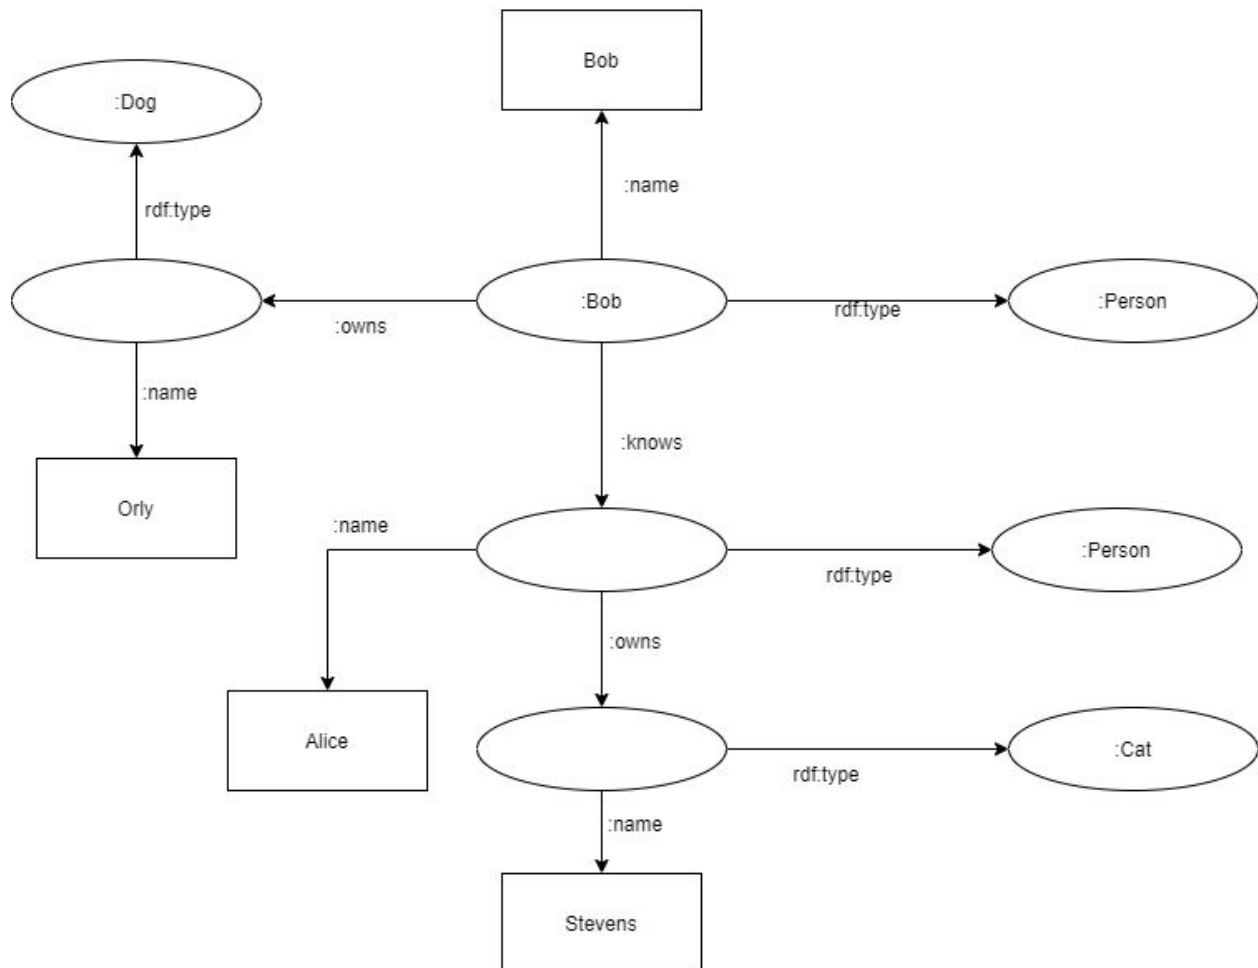 Bob
:Dog
:name
rdf:type
:Bob
rdf:type
:Person
:owns
:name
:knows
Orly
:name
:Person
rdf:type
:owns
Alice
:Cat
rdf:type
:name
Stevens